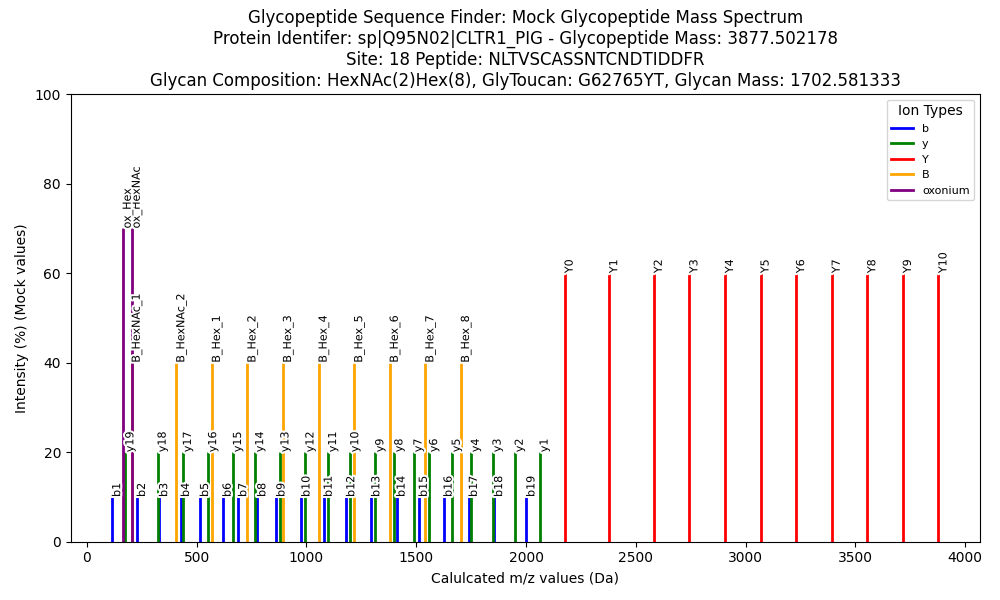 Glycopeptide Sequence Finder: Mock Glycopeptide Mass Spectrum
Protein Identifer: sp|Q95N02|CLTR1_PIG - Glycopeptide Mass: 3877.502178
Site: 18 Peptide: NLTVSCASSNTCNDTIDDFR
Glycan Composition: HexNAc(2)Hex(8), GlyToucan: G62765YT, Glycan Mass: 1702.581333
Intensity (%) (Mock values)
100
80
60
40
20
0
Ion Types
b
y
Y
B
oxonium
ox_Hex
ox_HexNAc
Y0
Y1
Y2
Y3
Y4
Y5
Y6
Y7
Y8
Y9
Y10
B_HexNAc_1
B_HexNAc_2
B_Hex_1
B_Hex_2
B_Hex_3
B_Hex_4
B_Hex_5
B_Hex_6
B_Hex_7
B_Hex_8
y19
y18
y17
y16
y15
y14
y13
y12
y11
y10
y9
y8
y7
y6
y5
y4
y3
y2
y1
b1
b2
b3
b4
b5
b6
b7
b8
b9
b10
b11
b12
b13
b14
b15
b16
b17
b18
b19
0
500
1000
1500
2000
2500
3000
3500
4000
Calulcated m/z values (Da)